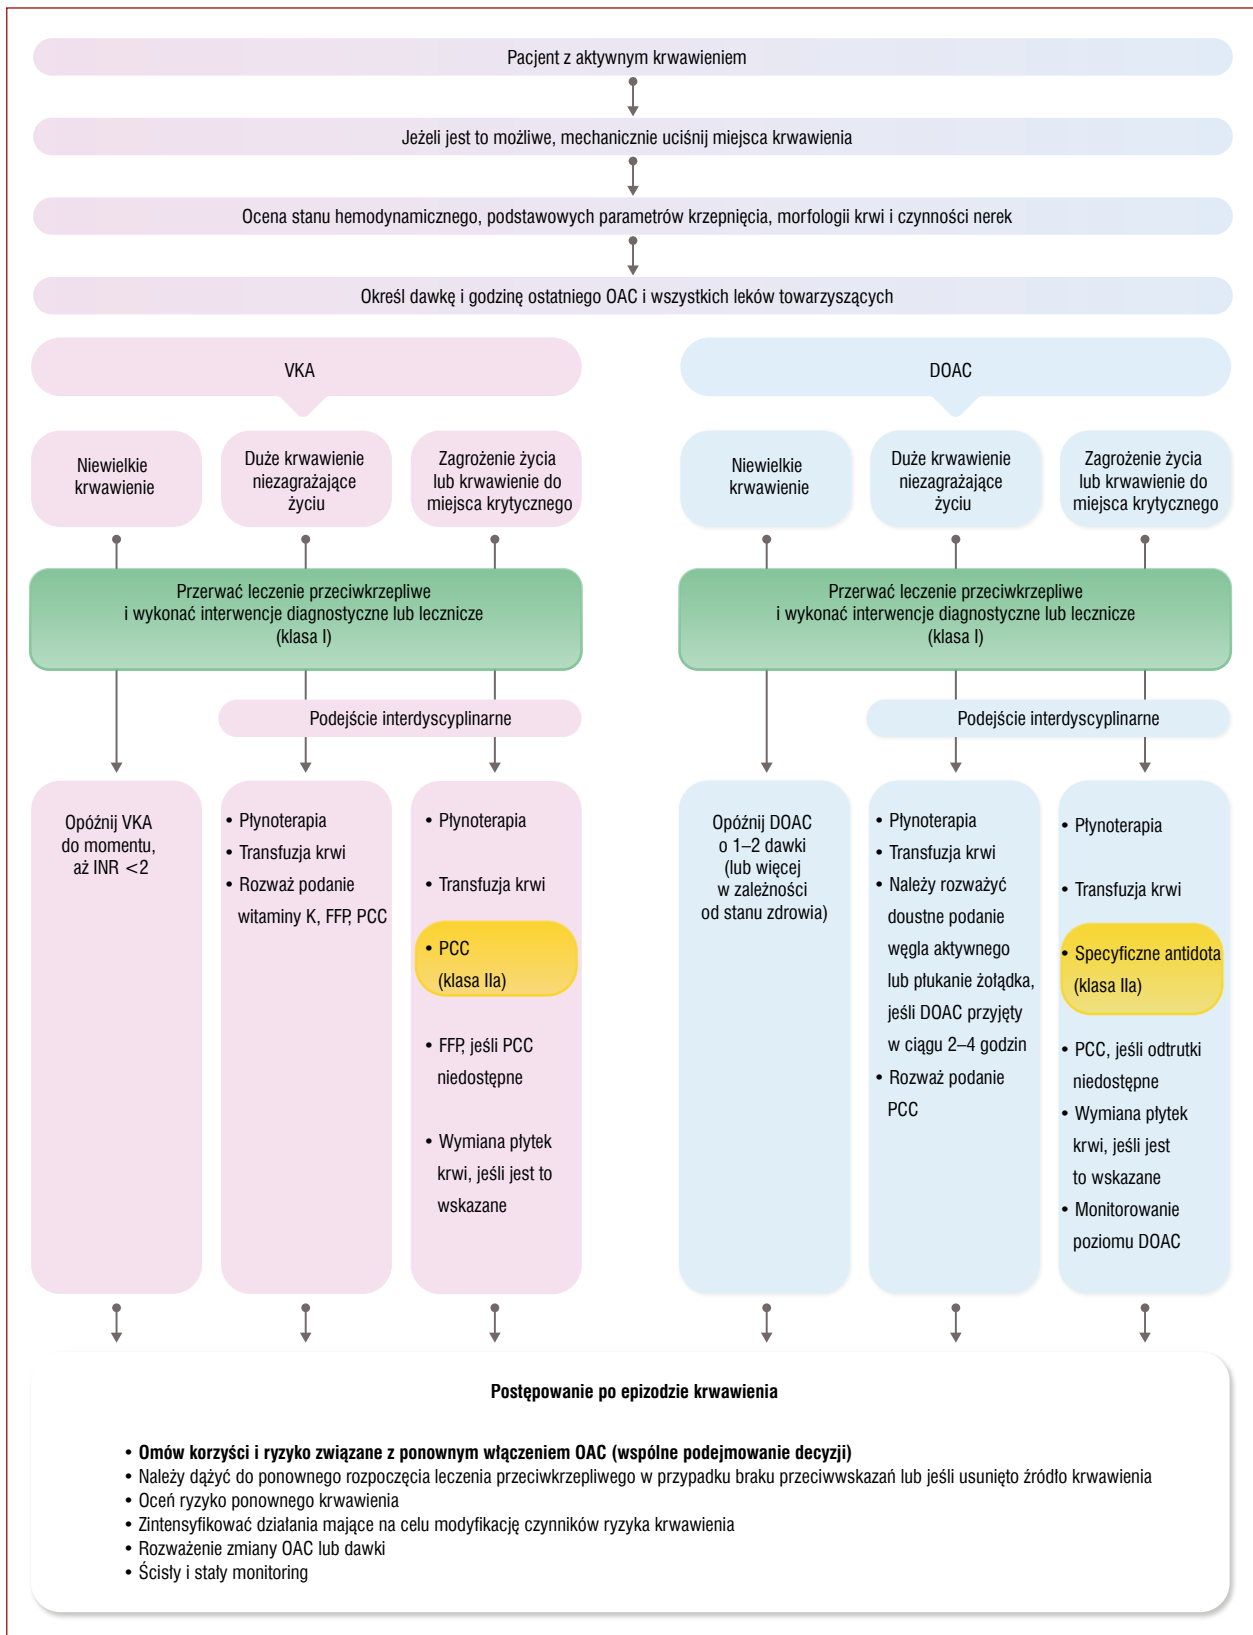 Pacjent z aktywnym krwawieniem
Jeżeli jest to możliwe, mechanicznie uciśnij miejsca krwawienia
Ocena stanu hemodynamicznego, podstawowych parametrów krzepnięcia, morfologii krwi i czynności nerek
Określ dawkę i godzinę ostatniego OAC i wszystkich leków towarzyszących
VKA
Niewielkie
krwawienie
Duże krwawienie
niezagrażające
życiu
Zagrożenie życia
lub krwawienie do
miejsca krytycznego
Przerwać leczenie przeciwkrzepliwe
i wykonać interwencje diagnostyczne lub lecznicze
(klasa I)
Podejście interdyscyplinarne
Opóźnij VKA
do momentu,
aż INR <2
• Płynoterapia
• Transfuzja krwi
• Rozważ podanie
witaminy K, FFP, PCC
• Płynoterapia
• Transfuzja krwi
• PCC
(klasa IIa)
• FFP, jeśli PCC
niedostępne
• Wymiana płytek
krwi, jeśli jest to
wskazane
DOAC
Niewielkie
krwawienie
Duże krwawienie
niezagrażające
życiu
Zagrożenie życia
lub krwawienie do
miejsca krytycznego
Przerwać leczenie przeciwkrzepliwe
i wykonać interwencje diagnostyczne lub lecznicze
(klasa I)
Podejście interdyscyplinarne
Opóźnij DOAC
o 1–2 dawki
(lub więcej
w zależności
od stanu zdrowia)
• Płynoterapia
• Transfuzja krwi
• Należy rozważyć
doustne podanie
węgla aktywnego
lub płukanie żołądka,
jeśli DOAC przyjęty
w ciągu 2–4 godzin
• Rozważ podanie
PCC
• Płynoterapia
• Transfuzja krwi
• Specyficzne antidota
(klasa IIa)
• PCC, jeśli odtrutki
niedostępne
• Wymiana płytek
krwi, jeśli jest
to wskazane
• Monitorowanie
poziomu DOAC
Postępowanie po epizodzie krwawienia
• Omów korzyści i ryzyko związane z ponownym włączeniem OAC (wspólne podejmowanie decyzji)
• Należy dążyć do ponownego rozpoczęcia leczenia przeciwkrzepliwego w przypadku braku przeciwwskazań lub jeśli usunięto źródło krwawienia
• Oceń ryzyko ponownego krwawienia
• Zintensyfikować działania mające na celu modyfikację czynników ryzyka krwawienia
• Rozważenie zmiany OAC lub dawki
• Ścisły i stały monitoring